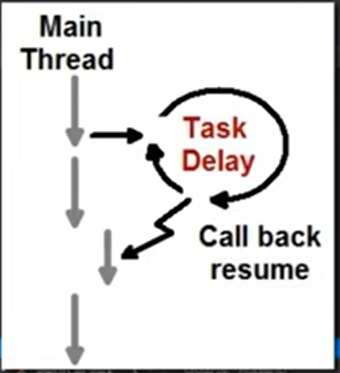 Main
Thread
Task
Delay
Call back
resume